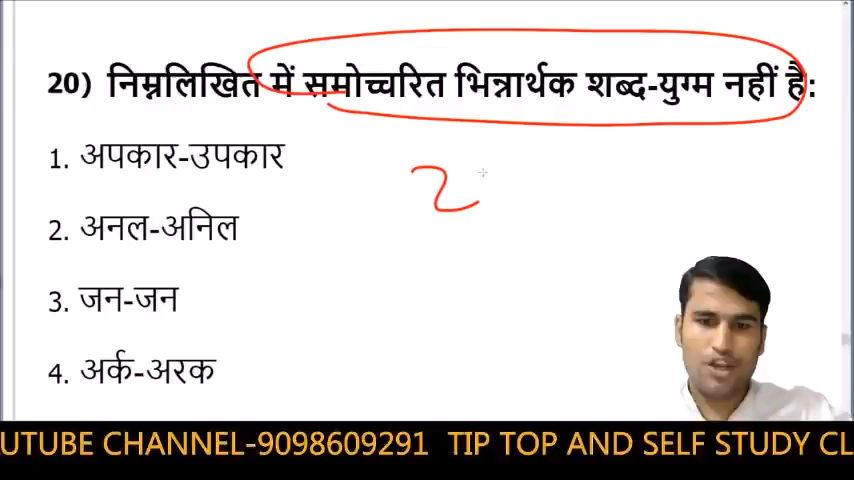 20) निम्नलिखित में समोच्चरित भिन्नार्थक शब्द-युग्म नहीं है:
1. अपकार-उपकार
2
2. अनल-अनिल
3. जन-जन
4. अर्क-अरक
UTUBE CHANNEL-9098609291 TIP TOP AND SELF STUDY CL